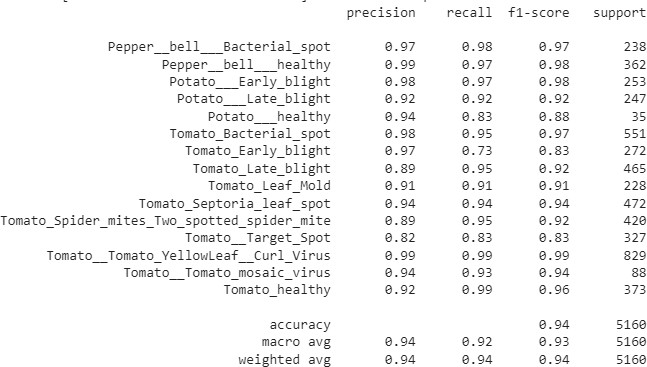 precision recall f1-score support
Pepper__bell___Bacterial_spot 0.97 0.98 0.97 238
Pepper__bell___healthy 0.99 0.97 0.98 362
Potato___Early_blight 0.98 0.97 0.98 253
Potato___Late_blight 0.92 0.92 0.92 247
Potato___healthy 0.94 0.83 0.88 35
Tomato_Bacterial_spot 0.98 0.95 0.97 551
Tomato_Early_blight 0.97 0.73 0.83 272
Tomato_Late_blight 0.89 0.95 0.92 465
Tomato_Leaf_Mold 0.91 0.91 0.91 228
Tomato_Septoria_leaf_spot 0.94 0.94 0.94 472
Tomato_Spider_mites_Two_spotted_spider_mite 0.89 0.95 0.92 420
Tomato__Target_Spot 0.82 0.83 0.83 327
Tomato__Tomato_YellowLeaf__Curl_Virus 0.99 0.99 0.99 829
Tomato__Tomato_mosaic_virus 0.94 0.93 0.94 88
Tomato_healthy 0.92 0.99 0.96 373
accuracy 0.94 5160
macro avg 0.94 0.92 0.93 5160
weighted avg 0.94 0.94 0.94 5160